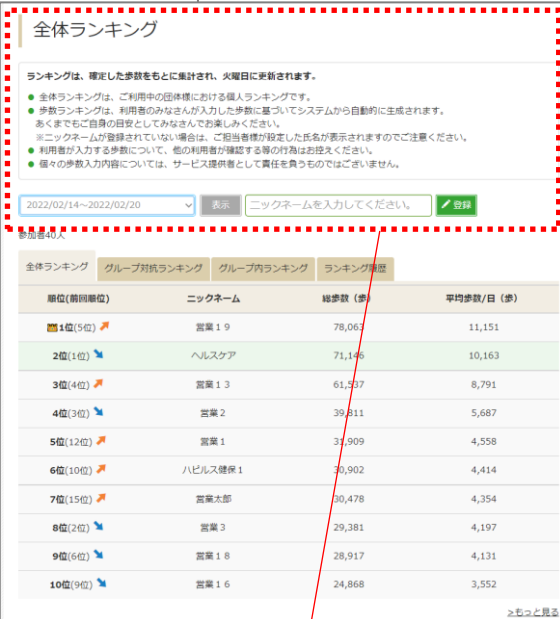 全体ランキング
ランキングは、確定した歩数をもとに集計され、火曜日に更新されます。
● 全体ランキングは、ご利用中の団体様における個人ランキングです。
● 歩数ランキングは、利用者のみなさんが入力した歩数に基づいてシステムから自動的に生成されます。
あくまでもご自身の目安としてみなさんでお楽しみください。
※ニックネームが登録されていない場合は、ご担当者様が設定した氏名が表示されますのでご注意ください。
● 利用者が入力する歩数について、他の利用者が確認する等の行為はお控えください。
● 個々の歩数入力内容については、サービス提供者として責任を負うものではございません。
2022/02/14～2022/02/20 表示 ニックネームを入力してください。 登録
参加者40人
全体ランキング グループ対抗ランキング グループ内ランキング ランキング履歴
順位(前回順位) ニックネーム 総歩数（歩） 平均歩数/日（歩）
1位(5位) 営業１９ 78,063 11,151
2位(1位) ヘルスケア 71,146 10,163
3位(4位) 営業１３ 61,537 8,791
4位(3位) 営業２ 39,811 5,687
5位(12位) 営業１ 31,909 4,558
6位(10位) ハピルス健保１ 30,902 4,414
7位(15位) 営業太郎 30,478 4,354
8位(2位) 営業３ 29,381 4,197
9位(6位) 営業１８ 28,917 4,131
10位(9位) 営業１６ 24,868 3,552
>もっと見る